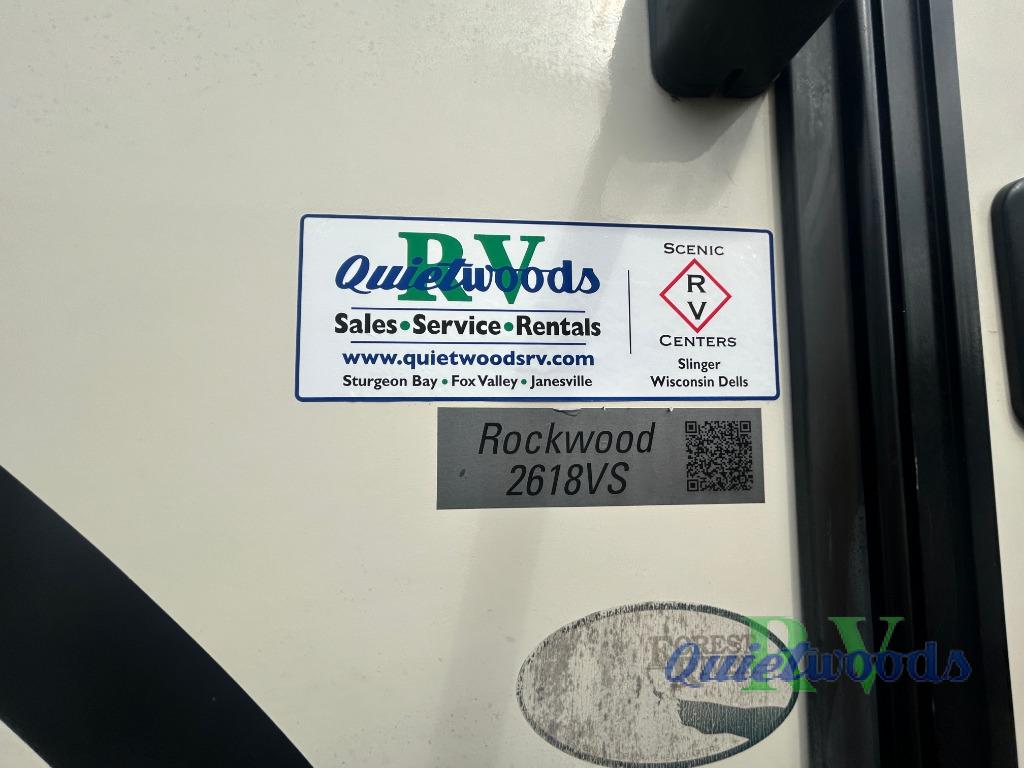 RV
Quietwoods
Sales•Service•Rentals
www.quietwoodsrv.com
Sturgeon Bay • Fox Valley • Janesville
SCENIC
R
V
CENTERS
Slinger
Wisconsin Dells
Rockwood
2618VS
FOREST
RV
Quietwoods